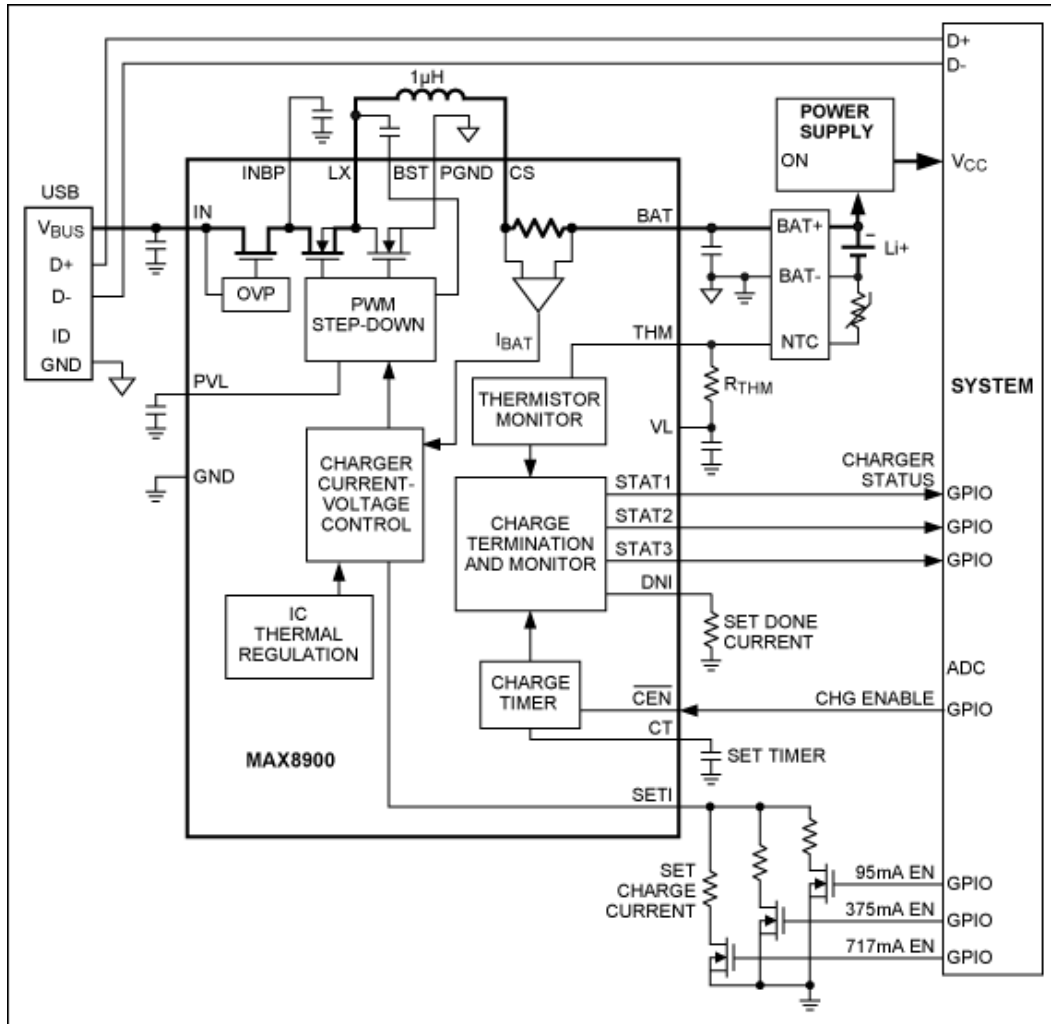 D+
D-
1µH
POWER
SUPPLY
ON
VCC
INBP
LX
BST
PGND
CS
USB
VBUS
D+
D-
ID
GND
IN
OVP
PWM
STEP-DOWN
IBAT
BAT
BAT+
BAT-
NTC
Li+
THM
RTHM
SYSTEM
PVL
THERMISTOR
MONITOR
VL
GND
CHARGER
CURRENT-
VOLTAGE
CONTROL
CHARGE
TERMINATION
AND MONITOR
STAT1
STAT2
STAT3
DNI
CHARGER
STATUS
GPIO
GPIO
GPIO
IC
THERMAL
REGULATION
SET DONE
CURRENT
ADC
CHARGE
TIMER
CEN
CHG ENABLE
GPIO
CT
SET TIMER
MAX8900
SETI
SET
CHARGE
CURRENT
95mA EN
GPIO
375mA EN
GPIO
717mA EN
GPIO